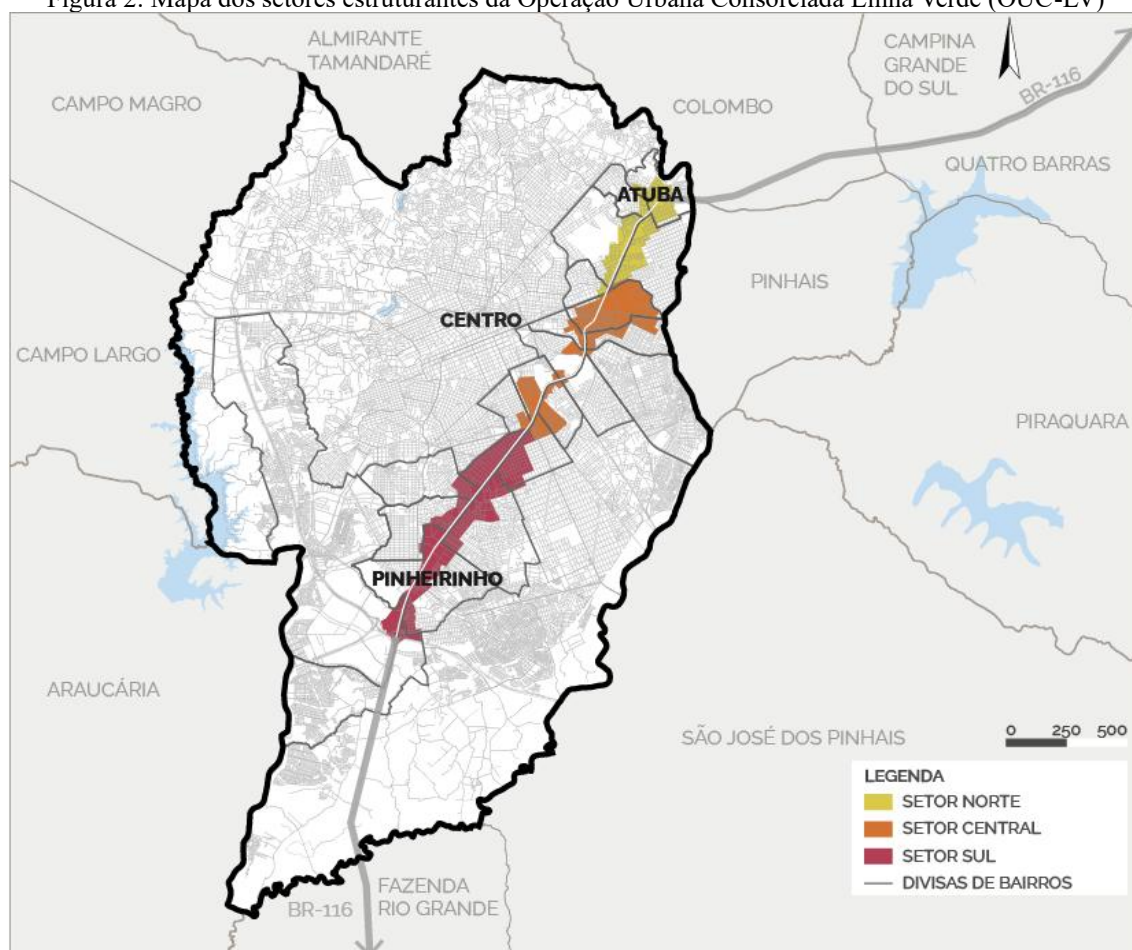 Figura 2: Mapa dos setores estruturantes da Operação Urbana Consorciada Linha Verde (OUC-LV)
ALMIRANTE
TAMANDARÉ
CAMPINA
GRANDE
DO SUL
BR-116
CAMPO MAGRO
COLOMBO
QUATRO BARRAS
ATUBA
PINHAIS
CENTRO
CAMPO LARGO
PIRAQUARA
PINHEIRINHO
ARAUCÁRIA
SÃO JOSÉ DOS PINHAIS
0 250 500
LEGENDA
SETOR NORTE
SETOR CENTRAL
SETOR SUL
DIVISAS DE BAIRROS
FAZENDA
RIO GRANDE
BR-116